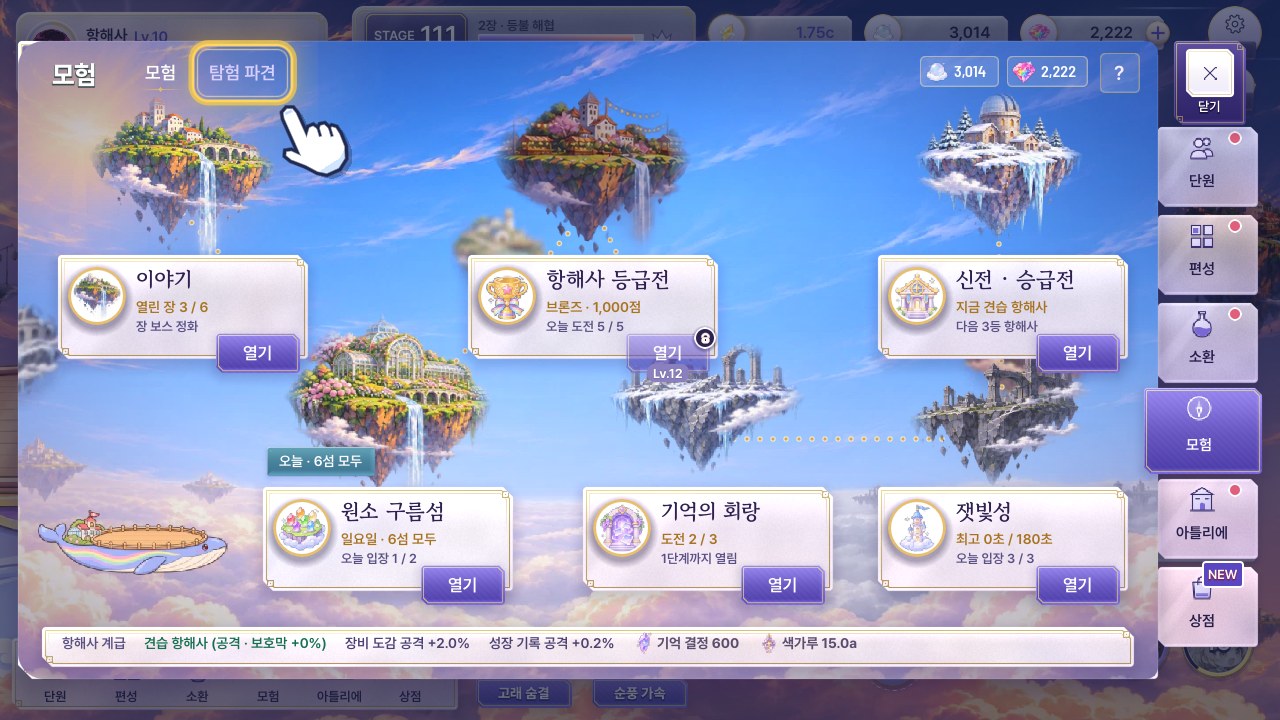 항해사 Lv.10
STAGE 111
2장 · 등불 해협
1.75c
3,014
2,222
모험
모험
탐험 파견
3,014
2,222
?
닫기
단원
편성
소환
모험
아틀리에
NEW
상점
이야기
열린 장 3 / 6
장 보스 정화
열기
항해사 등급전
브론즈 · 1,000점
오늘 도전 5 / 5
열기
Lv.12
신전 · 승급전
지금 견습 항해사
다음 3등 항해사
열기
오늘 · 6섬 모두
원소 구름섬
일요일 · 6섬 모두
오늘 입장 1 / 2
열기
기억의 회랑
도전 2 / 3
1단계까지 열림
열기
잿빛성
최고 0초 / 180초
오늘 입장 3 / 3
열기
항해사 계급 견습 항해사 (공격 · 보호막 +0%) 장비 도감 공격 +2.0% 성장 기록 공격 +0.2% 기억 결정 600 색가루 15.0a
단원 편성 소환 모험 아틀리에 상점
고래 숨결
순풍 가속